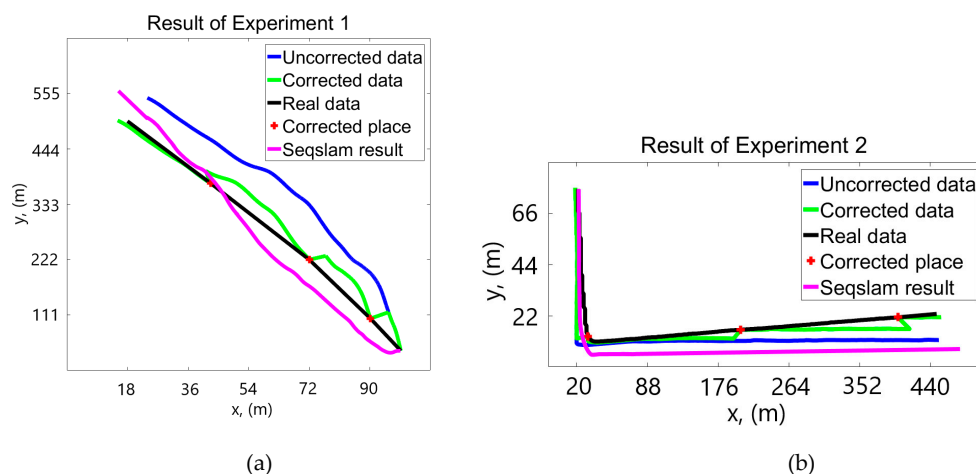 Result of Experiment 1
Uncorrected data
Corrected data
Real data
Corrected place
Seqslam result
555
444
333
222
111
y, (m)
18 36 54 72 90
x, (m)
(a)
Result of Experiment 2
Uncorrected data
Corrected data
Real data
Corrected place
Seqslam result
66
44
22
y, (m)
20 88 176 264 352 440
x, (m)
(b)